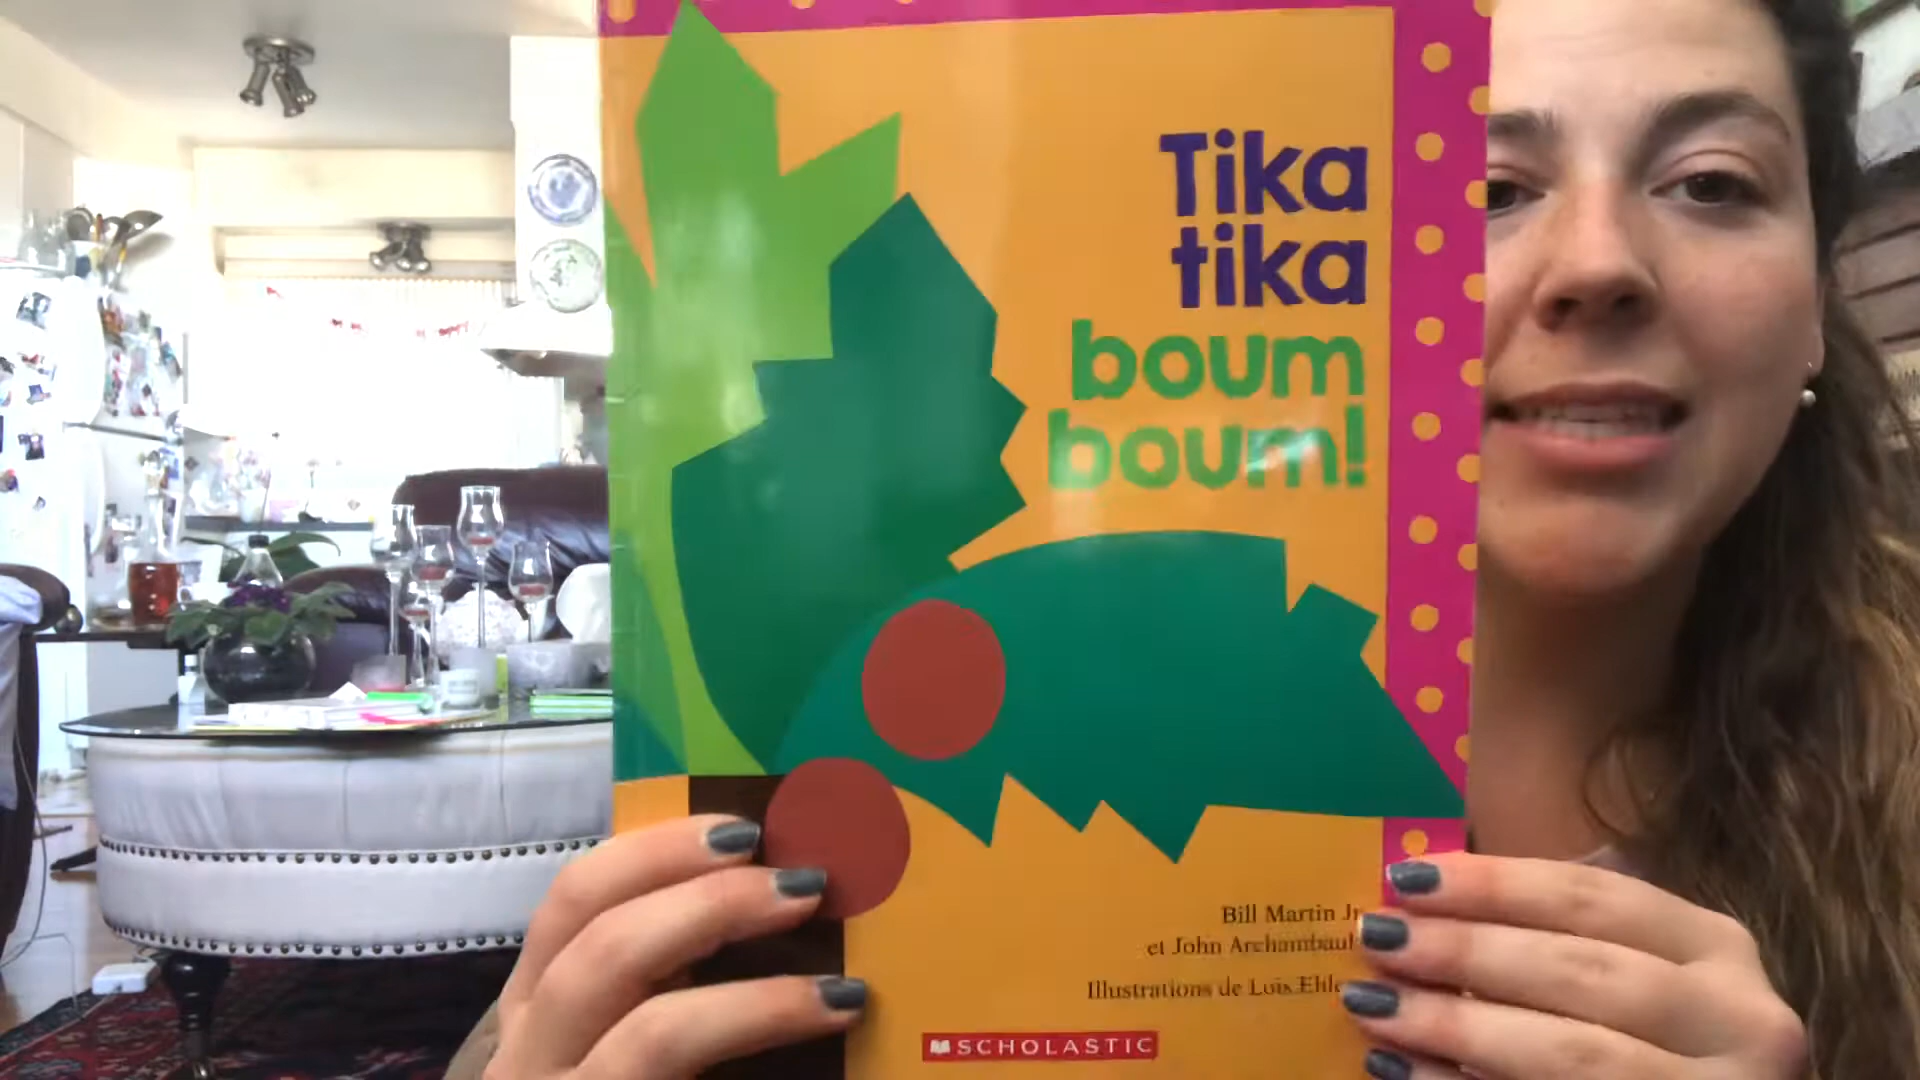 Tika
tika
boum
boum!
Bill Martin
et John
Illustrations de Lois
SCHOLASTIC